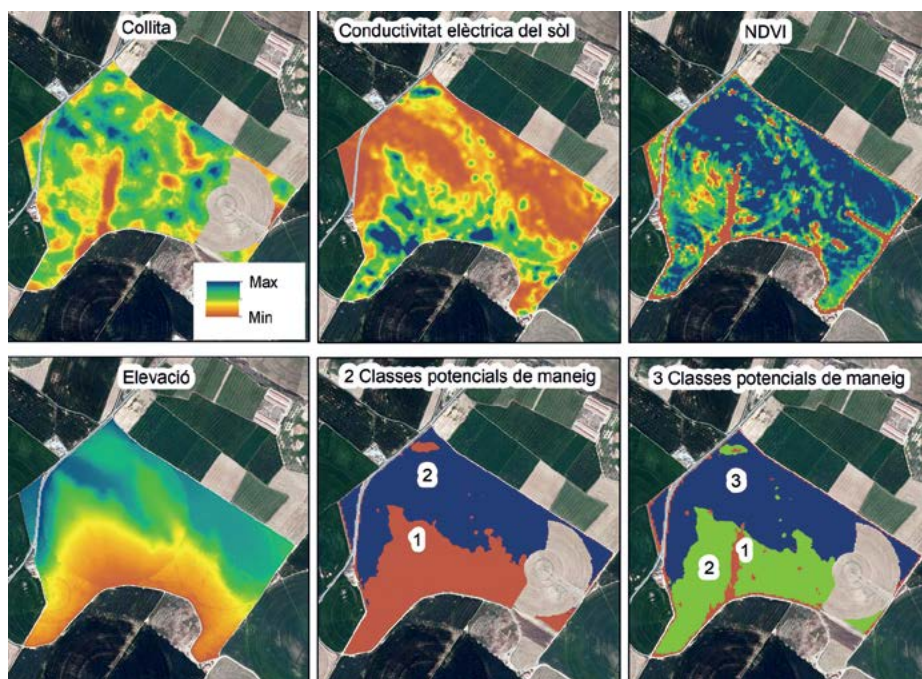 Collita
Conductivitat elèctrica del sòl
NDVI
Max
Min
Elevació
2 Classes potencials de maneig
3 Classes potencials de maneig
2
1
3
2
1